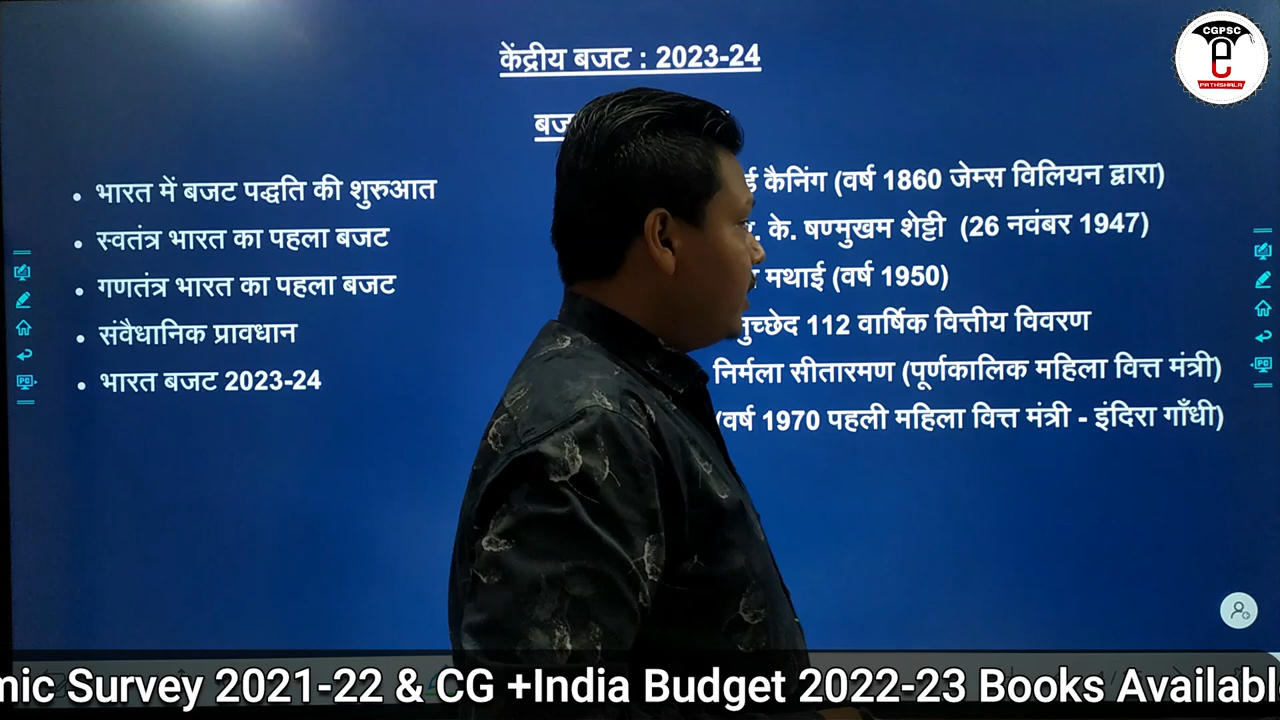 केंद्रीय बजट : 2023-24
CGPSC
e
PATHSHALA
भारत में बजट पद्धति की शुरुआत
कैनिंग (वर्ष 1860 जेम्स विलियन द्वारा)
स्वतंत्र भारत का पहला बजट
के. षण्मुखम शेट्टी (26 नवंबर 1947)
गणतंत्र भारत का पहला बजट
मथाई (वर्ष 1950)
संवैधानिक प्रावधान
112 वार्षिक वित्तीय विवरण
भारत बजट 2023-24
निर्मला सीतारमण (पूर्णकालिक महिला वित्त मंत्री)
(वर्ष 1970 पहली महिला वित्त मंत्री - इंदिरा गाँधी)
Survey 2021-22 & CG +India Budget 2022-23 Books